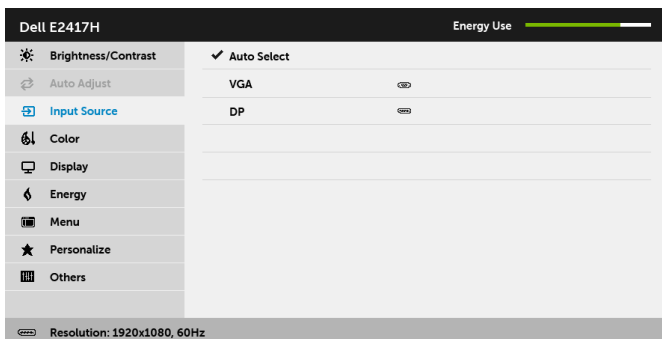 Dell E2417H Energy Use
Brightness/Contrast Auto Select
Auto Adjust VGA
Input Source DP
Color
Display
Energy
Menu
Personalize
Others
Resolution: 1920x1080, 60Hz